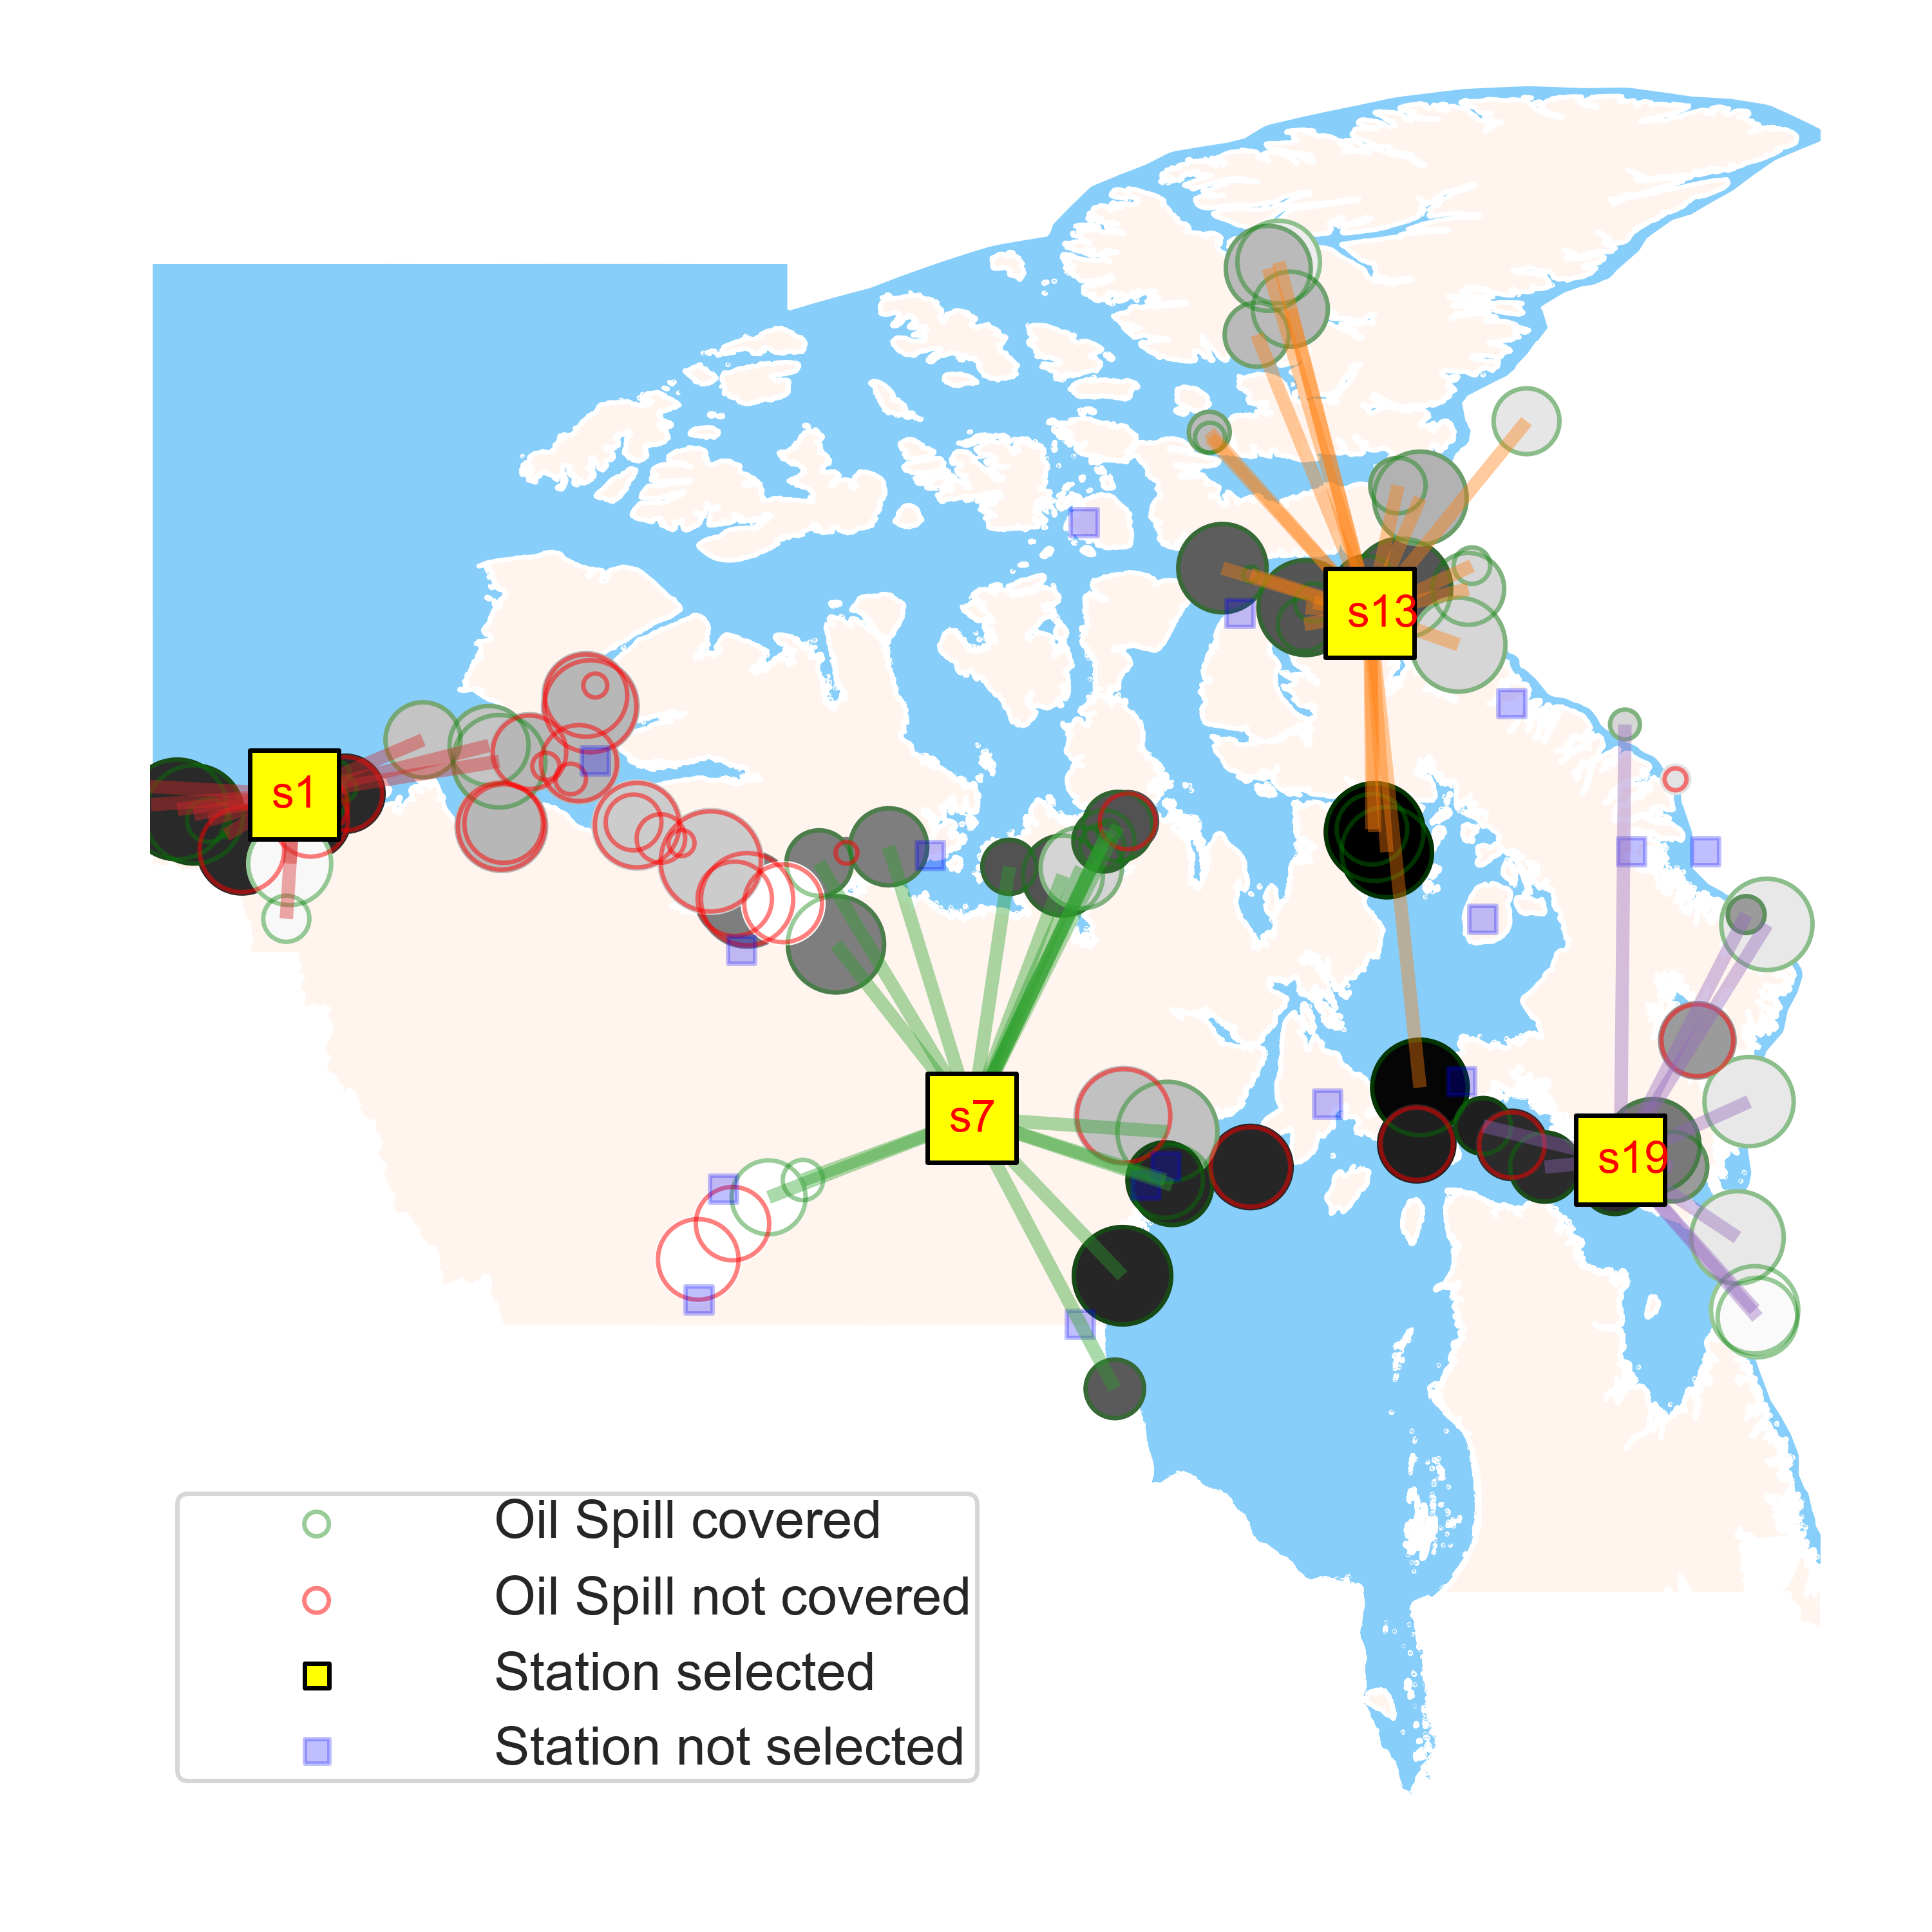 s13
s1
s7
s19
Oil Spill covered
Oil Spill not covered
Station selected
Station not selected